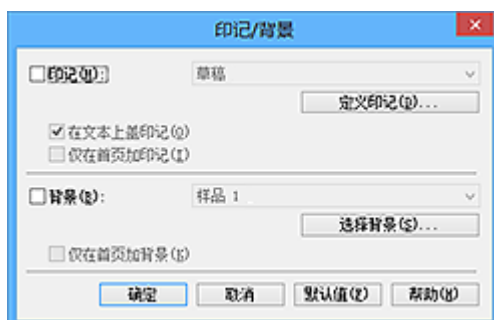 印记/背景
印记(W): 草稿
定义印记(D)...
在文本上盖印记(O)
仅在首页加印记(I)
背景(B): 样品 1
选择背景(S)...
仅在首页加背景(K)
确定 取消 默认值(F) 帮助(H)